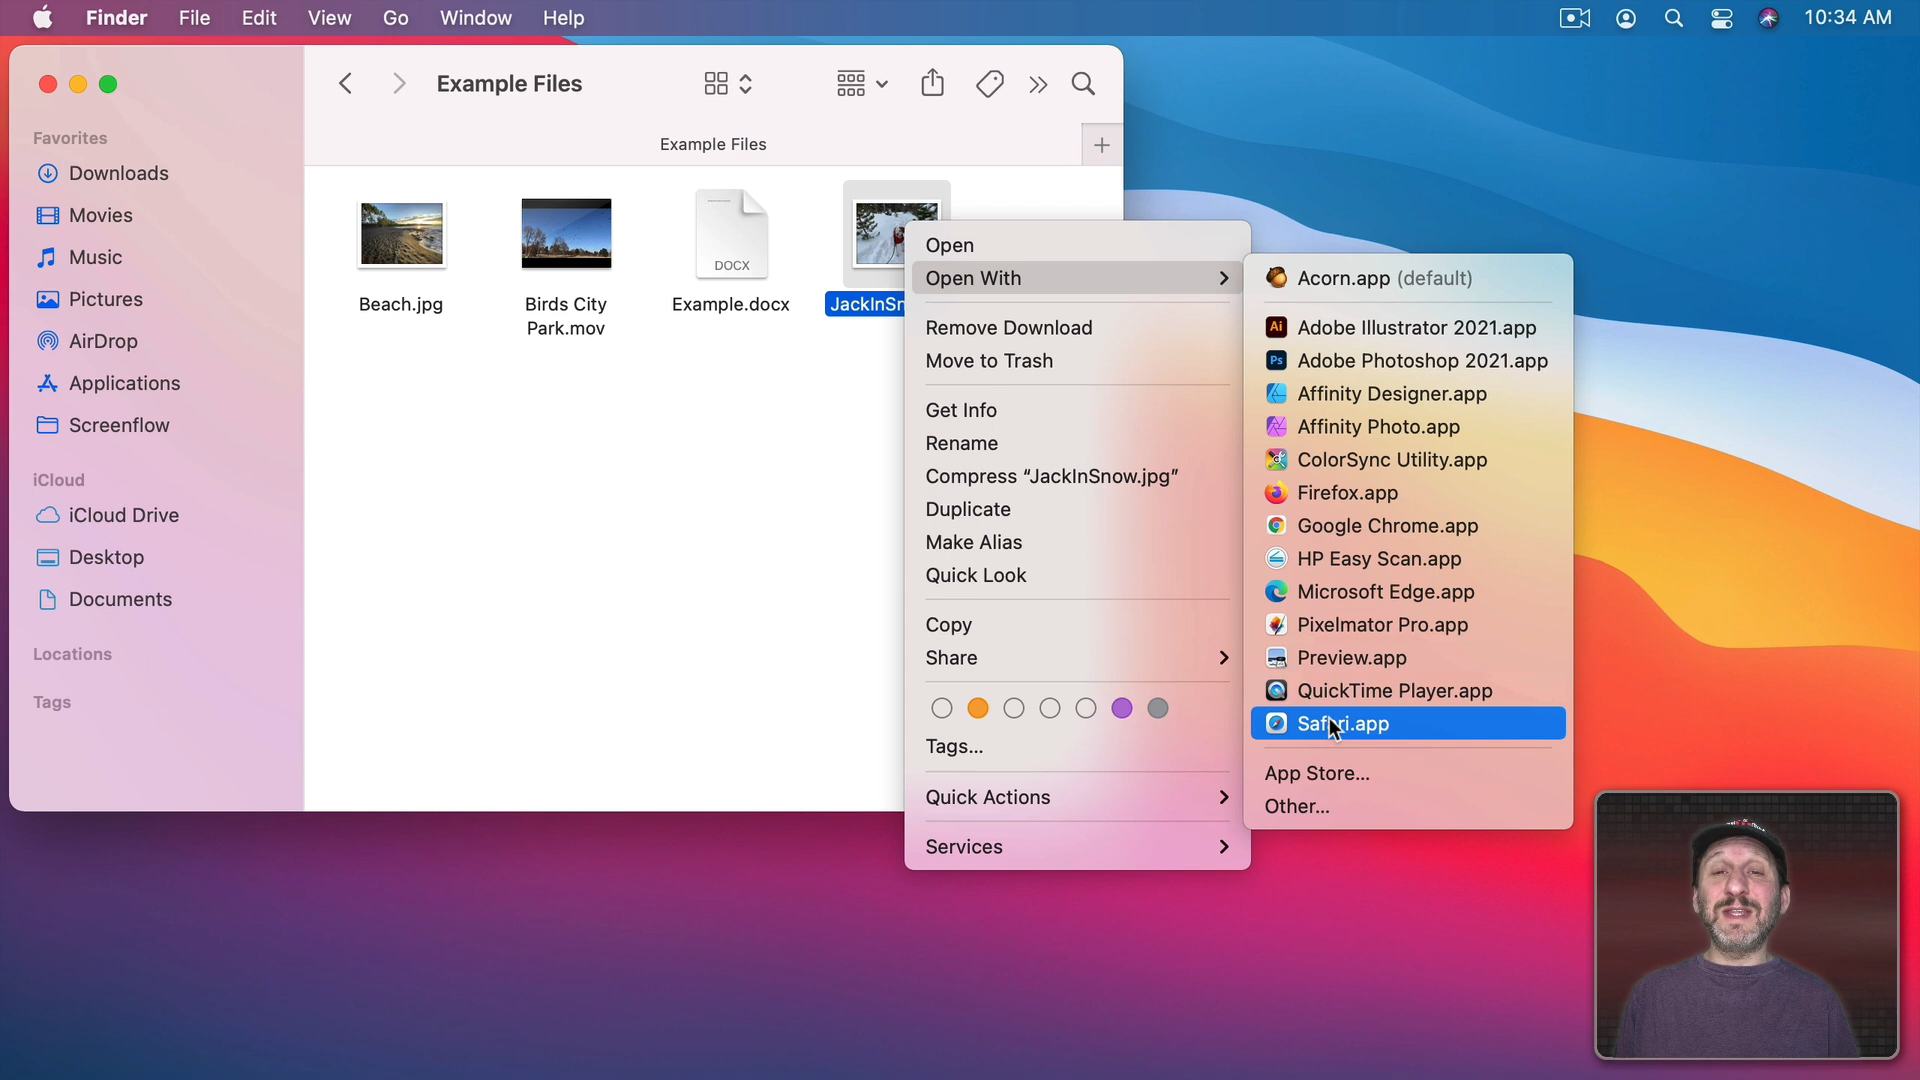 Finder File Edit View Go Window Help 10:34 AM
Example Files
Example Files
Favorites
Downloads
Movies
Music
Pictures
AirDrop
Applications
Screenflow
iCloud
iCloud Drive
Desktop
Documents
Locations
Tags
Beach.jpg
Birds City
Park.mov
DOCX
Example.docx
JackInSn
Open
Open With
Remove Download
Move to Trash
Get Info
Rename
Compress “JackInSnow.jpg”
Duplicate
Make Alias
Quick Look
Copy
Share
Tags...
Quick Actions
Services
Acorn.app (default)
Ai Adobe Illustrator 2021.app
Ps Adobe Photoshop 2021.app
Affinity Designer.app
Affinity Photo.app
ColorSync Utility.app
Firefox.app
Google Chrome.app
HP Easy Scan.app
Microsoft Edge.app
Pixelmator Pro.app
Preview.app
QuickTime Player.app
Safari.app
App Store...
Other...